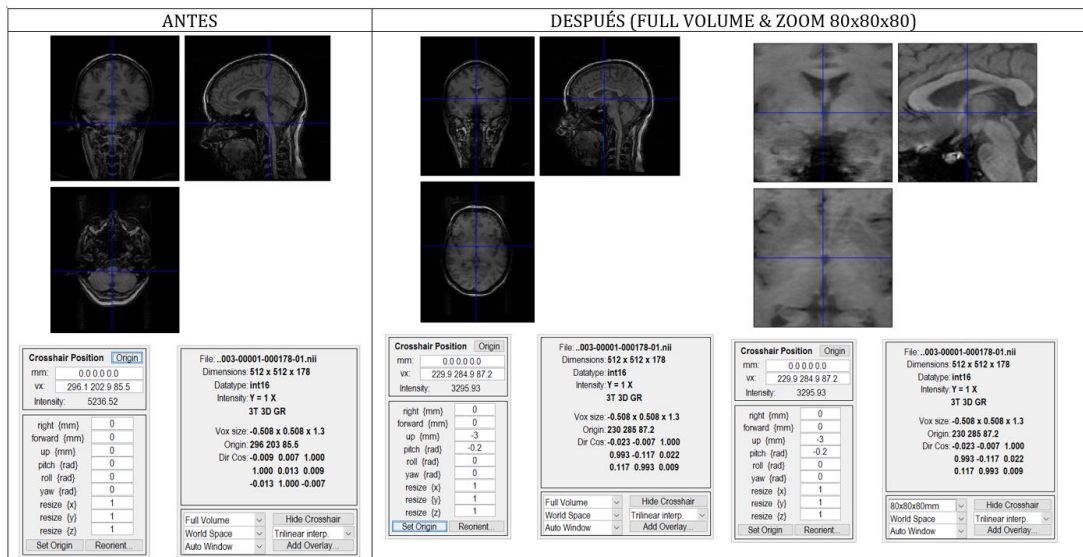 ANTES
DESPUÉS (FULL VOLUME & ZOOM 80x80x80)
Crosshair Position Origin
mm: 0.0 0.0 0.0
vx: 296.1 202.9 85.5
Intensity: 5236.52
right {mm} 0
forward {mm} 0
up {mm} 0
pitch {rad} 0
roll {rad} 0
yaw {rad} 0
resize {x} 1
resize {y} 1
resize {z} 1
Set Origin Reorient...
File: ..003-00001-000178-01.nii
Dimensions: 512 x 512 x 178
Datatype: int16
Intensity: Y = 1 X
3T 3D GR
Vox size: -0.508 x 0.508 x 1.3
Origin: 296 203 85.5
Dir Cos: -0.009 0.007 1.000
1.000 0.013 0.009
-0.013 1.000 -0.007
Full Volume Hide Crosshair
World Space Trilinear interp.
Auto Window Add Overlay...
Crosshair Position Origin
mm: 0.0 0.0 0.0
vx: 229.9 284.9 87.2
Intensity: 3295.93
right {mm} 0
forward {mm} 0
up {mm} -3
pitch {rad} -0.2
roll {rad} 0
yaw {rad} 0
resize {x} 1
resize {y} 1
resize {z} 1
Set Origin Reorient...
File: ..003-00001-000178-01.nii
Dimensions: 512 x 512 x 178
Datatype: int16
Intensity: Y = 1 X
3T 3D GR
Vox size: -0.508 x 0.508 x 1.3
Origin: 230 285 87.2
Dir Cos: -0.023 -0.007 1.000
0.993 -0.117 0.022
0.117 0.993 0.009
Full Volume Hide Crosshair
World Space Trilinear interp.
Auto Window Add Overlay...
Crosshair Position Origin
mm: 0.0 0.0 0.0
vx: 229.9 284.9 87.2
Intensity: 3295.93
right {mm} 0
forward {mm} 0
up {mm} -3
pitch {rad} -0.2
roll {rad} 0
yaw {rad} 0
resize {x} 1
resize {y} 1
resize {z} 1
Set Origin Reorient...
File: ..003-00001-000178-01.nii
Dimensions: 512 x 512 x 178
Datatype: int16
Intensity: Y = 1 X
3T 3D GR
Vox size: -0.508 x 0.508 x 1.3
Origin: 230 285 87.2
Dir Cos: -0.023 -0.007 1.000
0.993 -0.117 0.022
0.117 0.993 0.009
80x80x80mm Hide Crosshair
World Space Trilinear interp.
Auto Window Add Overlay...